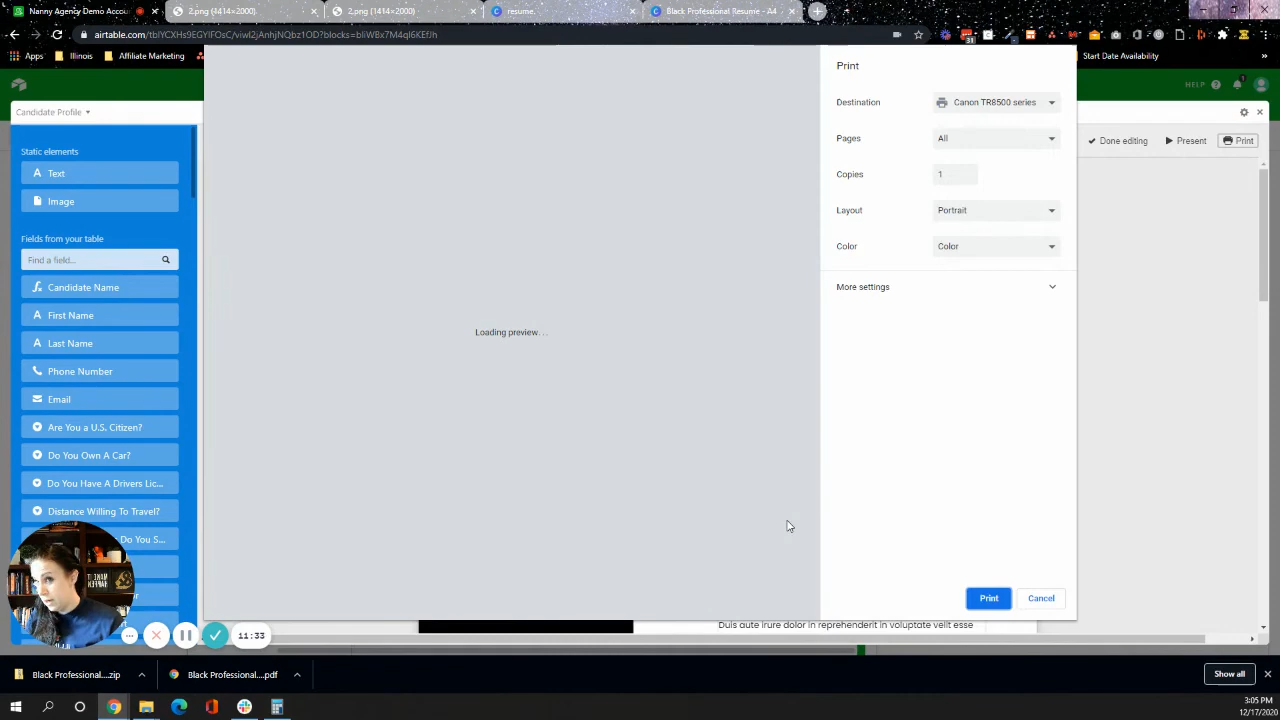 Nanny Agency Demo Accou
2.png (1414×2000)
2.png (1414×2000)
resume.
Black Professional Resume - A4
airtable.com/tblYCXHs9EGYIFOsC/viwI2jAnhjNQbz1OD?blocks=bliWBx7M4qI6KEfJh
31
Apps
Illinois
Affiliate Marketing
Start Date Availability
HELP
Candidate Profile
Done editing
Present
Print
Static elements
A Text
Image
Fields from your table
Find a field...
Candidate Name
A First Name
A Last Name
Phone Number
Email
Are You a U.S. Citizen?
Do You Own A Car?
Do You Have A Drivers Lic...
Distance Willing To Travel?
Do You S...
Loading preview...
Print
Destination
Canon TR8500 series
Pages
All
Copies
1
Layout
Portrait
Color
Color
More settings
Print
Cancel
Duis aute irure dolor in reprehenderit in voluptate velit esse
11:33
Black Professional....zip
Black Professional....pdf
Show all
3:05 PM
12/17/2020